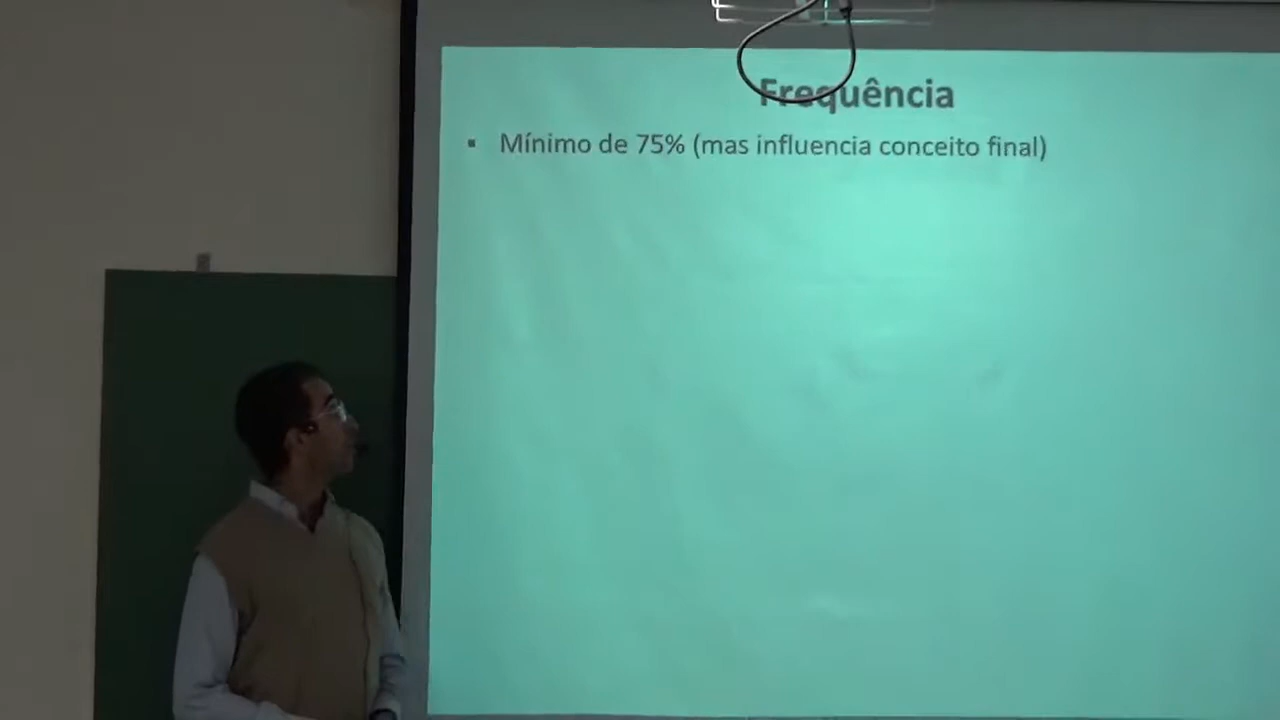 Frequência
▪ Mínimo de 75% (mas influencia conceito final)